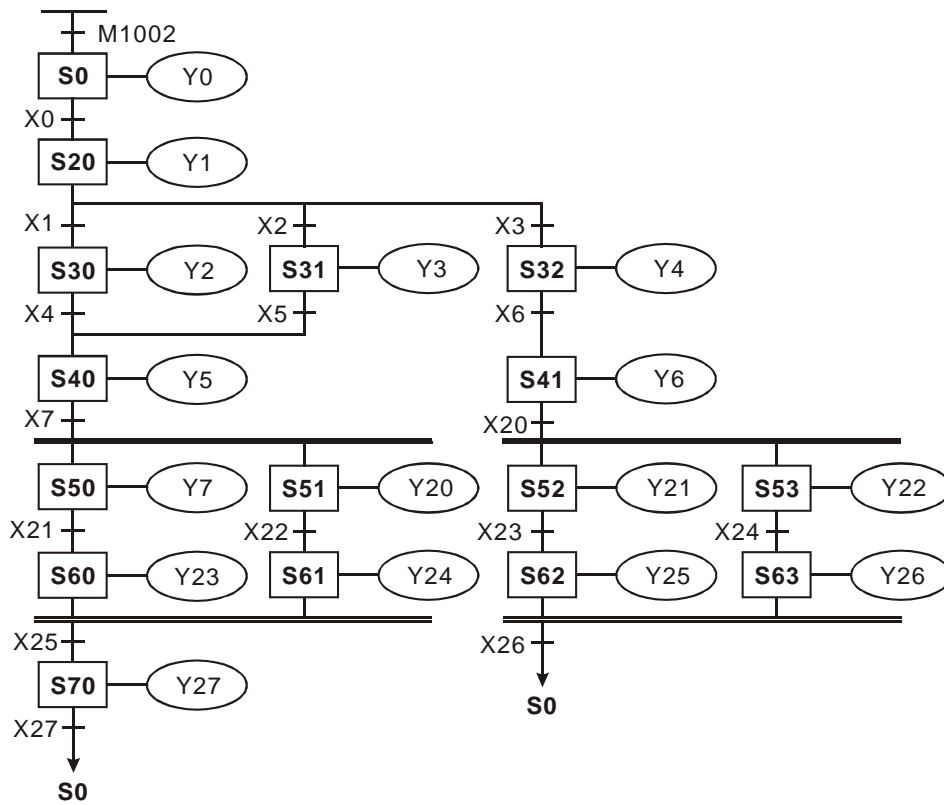 M1002
S0 Y0
X0
S20 Y1
X1 X2 X3
S30 Y2 S31 Y3 S32 Y4
X4 X5 X6
S40 Y5 S41 Y6
X7 X20
S50 Y7 S51 Y20 S52 Y21 S53 Y22
X21 X22 X23 X24
S60 Y23 S61 Y24 S62 Y25 S63 Y26
X25 X26
S70 Y27 S0
X27
S0